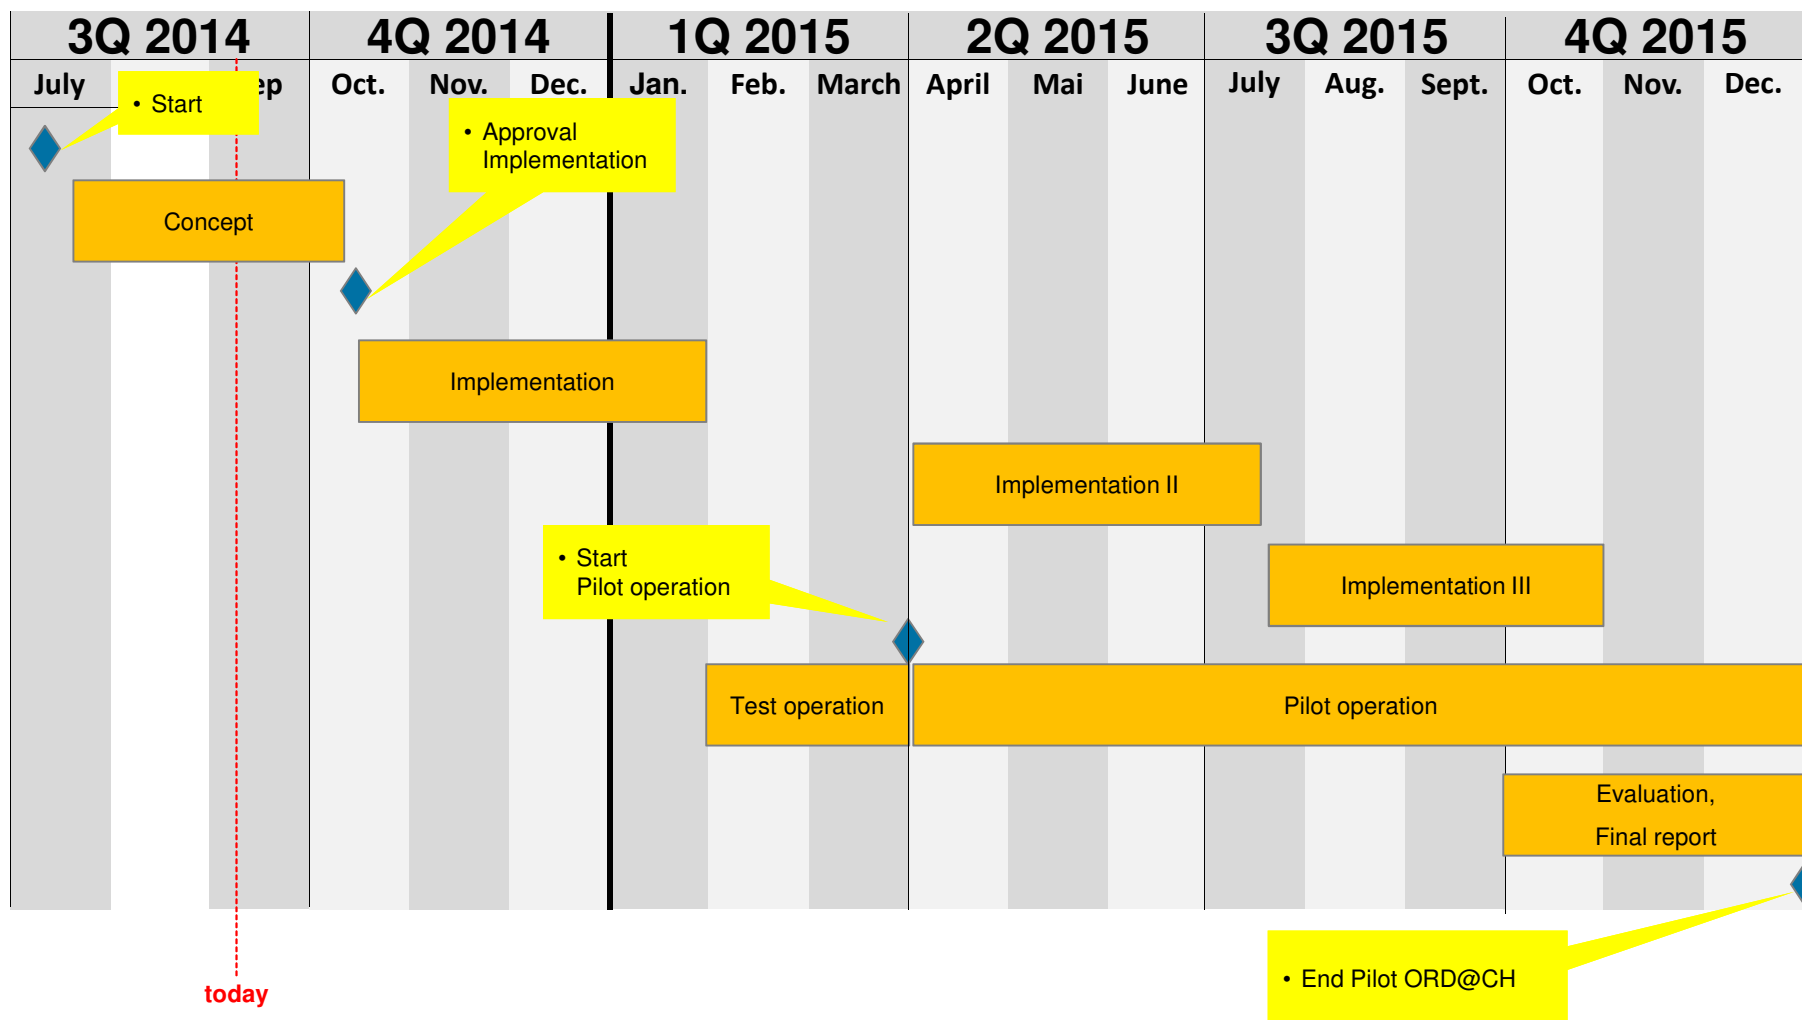 3Q 2014 4Q 2014 1Q 2015 2Q 2015 3Q 2015 4Q 2015
July ep Oct. Nov. Dec. Jan. Feb. March April Mai June July Aug. Sept. Oct. Nov. Dec.
• Start
• Approval
Implementation
Concept
Implementation
Implementation II
• Start
Pilot operation
Implementation III
Test operation
Pilot operation
Evaluation,
Final report
• End Pilot ORD@CH
today